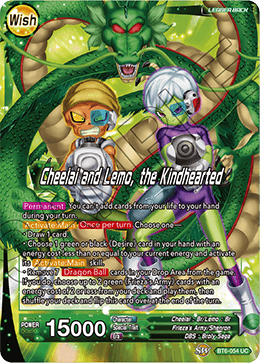 LEADER BACK
Wish
Cheelai and Lemo, the Kindhearted
Permanent You can't add cards from your life to your hand
during your turn.
Activate Main Once per turn Choose one—
• Draw 1 card.
• Choose 1 green or black 《Desire》 card in your hand with an
energy cost less than or equal to your current energy and activate
its Activate Main skill.
• Remove 7 Dragon Ball cards in your Drop Area from the game.
If you do, choose up to 2 green 《Frieza's Army》 cards with an
energy cost of 2 or less from your deck and play them, then
shuffle your deck and flip this card over at the end of the turn.
POWER 15000
Character Cheelai : Br/Lemo : Br
Special Trait Frieza's Army/Shenron
Era DBS : Broly Saga
BT6-054 UC